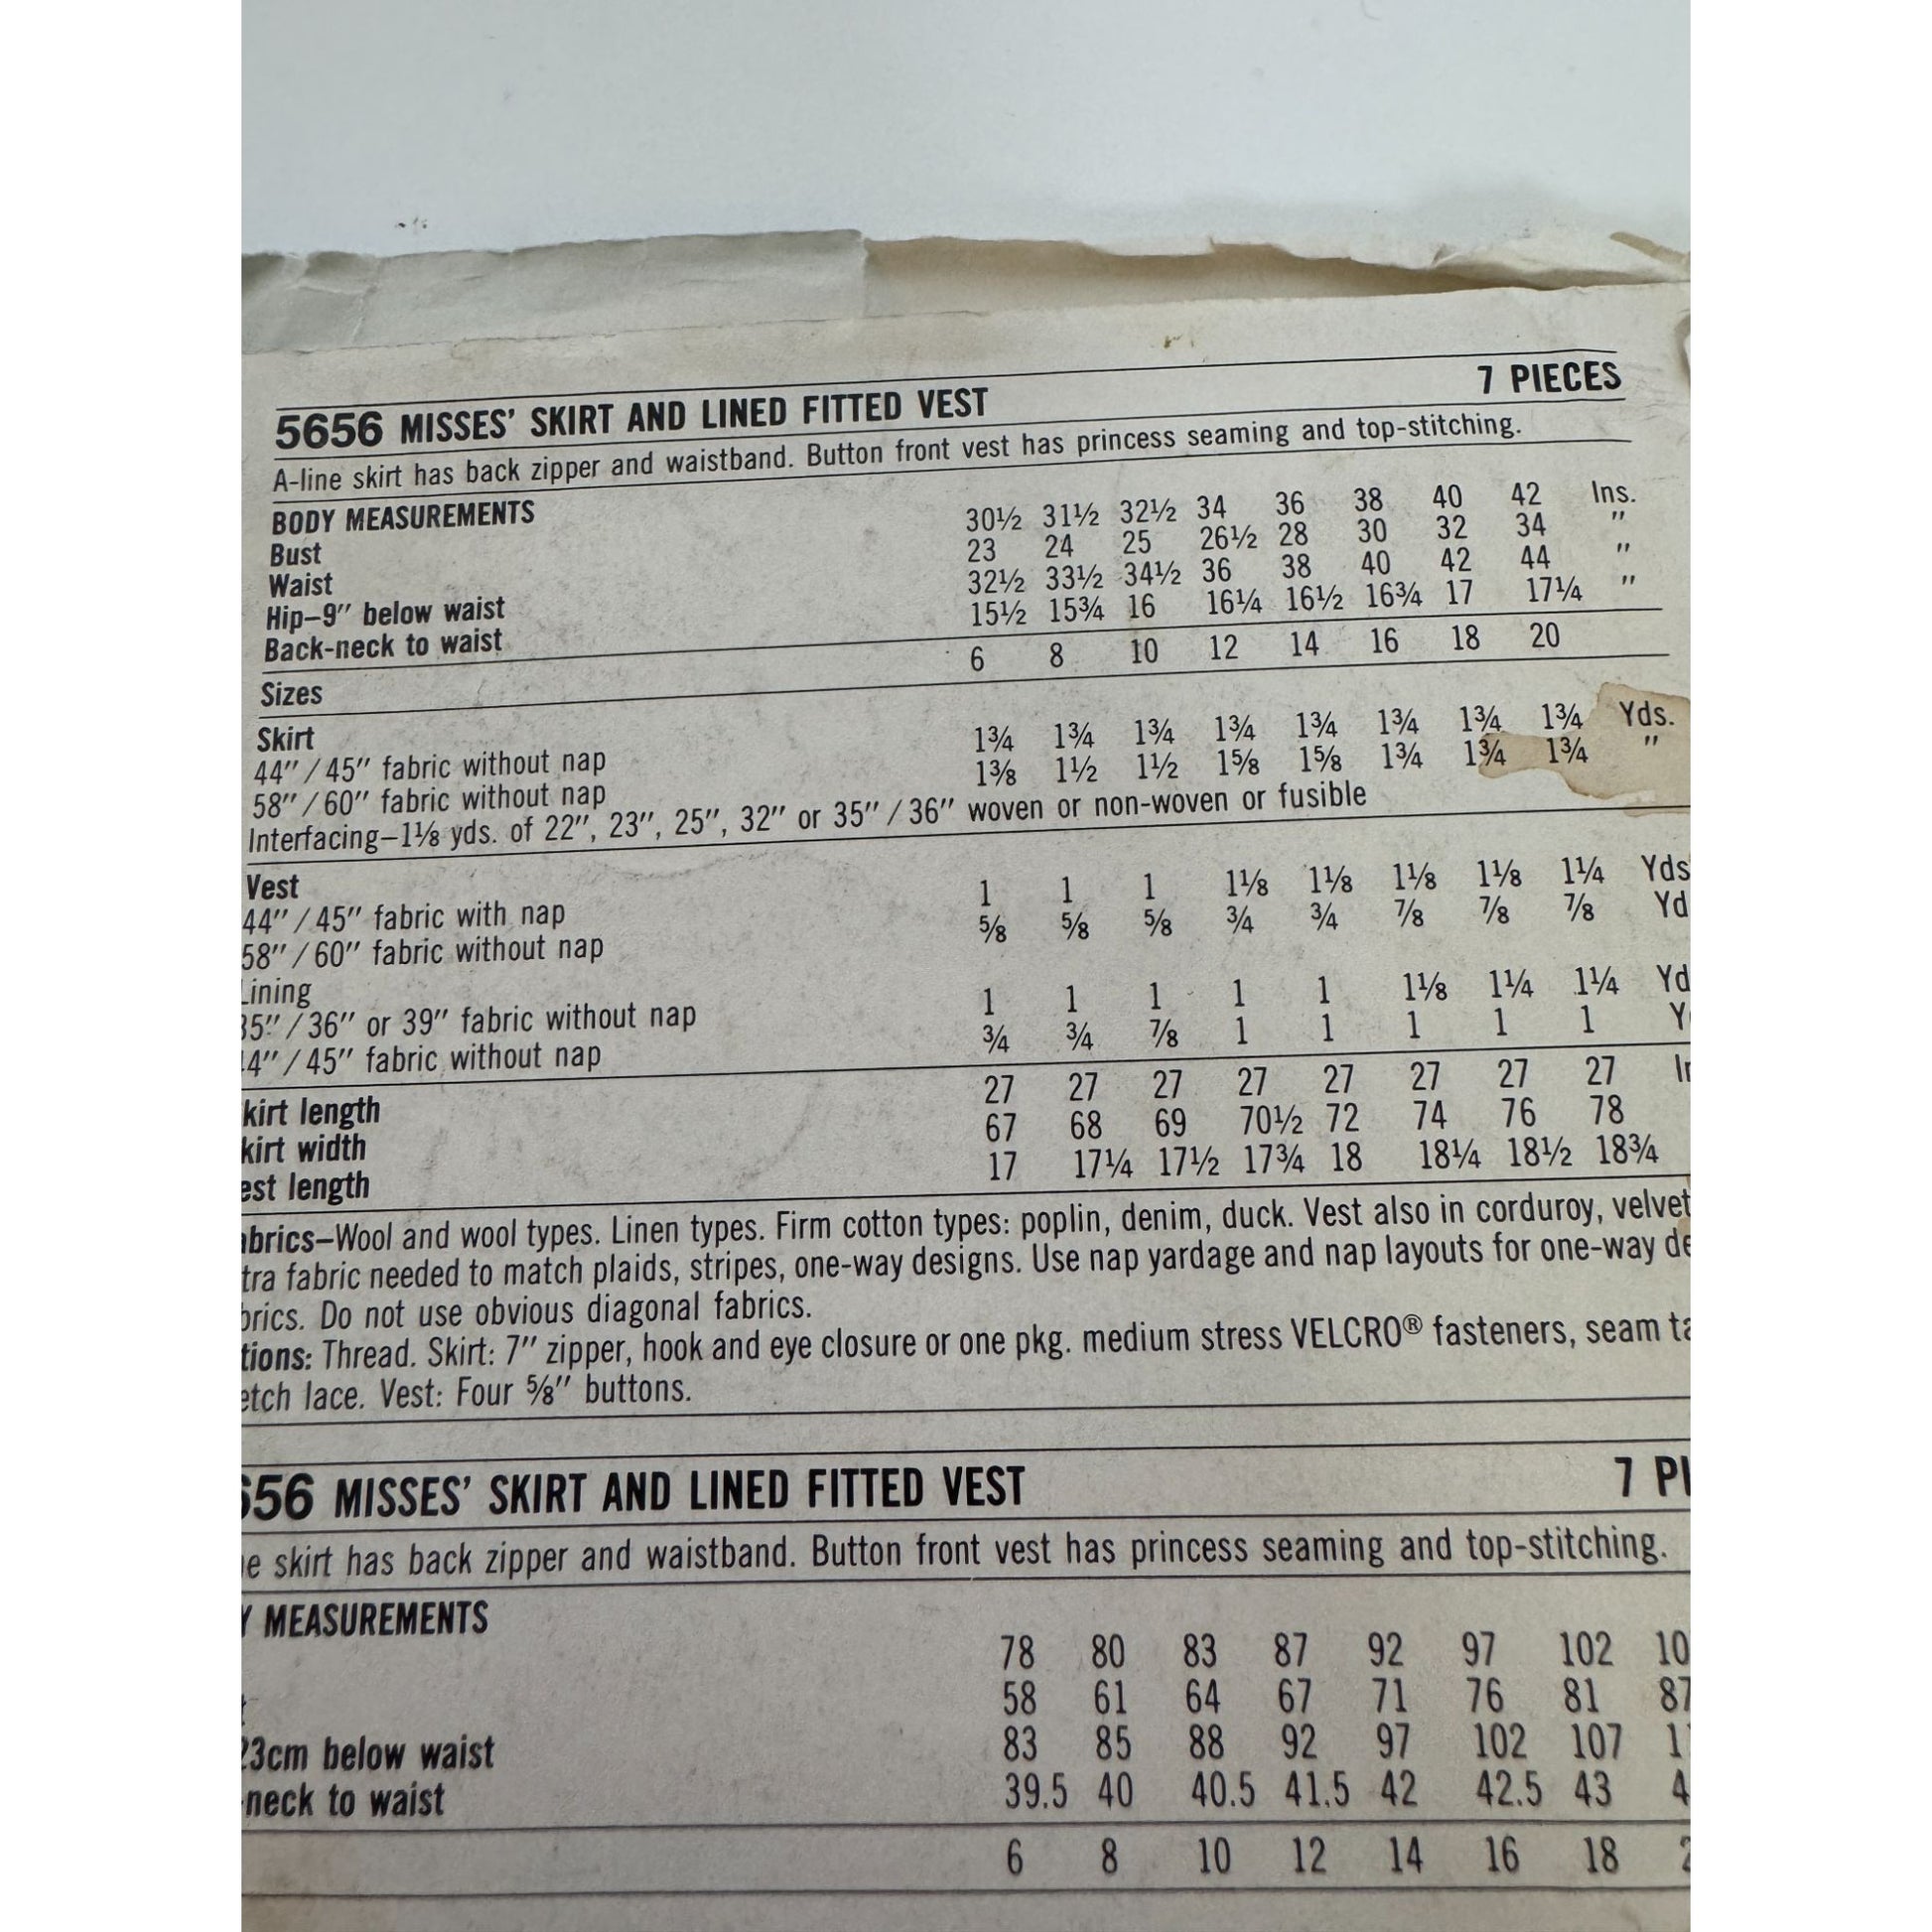 5656 MISSES' SKIRT AND LINED FITTED VEST 7 PIECES
A-line skirt has back zipper and waistband. Button front vest has princess seaming and top-stitching.
BODY MEASUREMENTS
Bust 30½ 31½ 32½ 34 36 38 40 42 Ins.
Waist 23 24 25 26½ 28 30 32 34 "
Hip–9" below waist 32½ 33½ 34½ 36 38 40 42 44 "
Back-neck to waist 15½ 15¾ 16 16¼ 16½ 16¾ 17 17¼ "
Sizes 6 8 10 12 14 16 18 20
Skirt
44"/45" fabric without nap 1¾ 1¾ 1¾ 1¾ 1¾ 1¾ 1¾ 1¾ Yds.
58"/60" fabric without nap 1⅜ 1½ 1½ 1⅝ 1⅝ 1¾ 1¾ 1¾ "
Interfacing–1⅛ yds. of 22", 23", 25", 32" or 35"/36" woven or non-woven or fusible
Vest
44"/45" fabric with nap 1 1 1 1⅛ 1⅛ 1⅛ 1⅛ 1¼ Yds
58"/60" fabric without nap ⅝ ⅝ ⅝ ¾ ¾ ⅞ ⅞ ⅞ Yd
Lining
35"/36" or 39" fabric without nap 1 1 1 1 1 1⅛ 1¼ 1¼ Yd
4"/45" fabric without nap ¾ ¾ ⅞ 1 1 1 1 1 Y
kirt length 27 27 27 27 27 27 27 27 In
kirt width 67 68 69 70½ 72 74 76 78
est length 17 17¼ 17½ 17¾ 18 18¼ 18½ 18¾
abrics–Wool and wool types. Linen types. Firm cotton types: poplin, denim, duck. Vest also in corduroy, velvet
tra fabric needed to match plaids, stripes, one-way designs. Use nap yardage and nap layouts for one-way de
brics. Do not use obvious diagonal fabrics.
tions: Thread. Skirt: 7" zipper, hook and eye closure or one pkg. medium stress VELCRO® fasteners, seam ta
etch lace. Vest: Four ⅝" buttons.
656 MISSES' SKIRT AND LINED FITTED VEST 7 PI
e skirt has back zipper and waistband. Button front vest has princess seaming and top-stitching.
Y MEASUREMENTS
78 80 83 87 92 97 102 10
t 58 61 64 67 71 76 81 87
23cm below waist 83 85 88 92 97 102 107 1
neck to waist 39.5 40 40.5 41.5 42 42.5 43 4
6 8 10 12 14 16 18 2